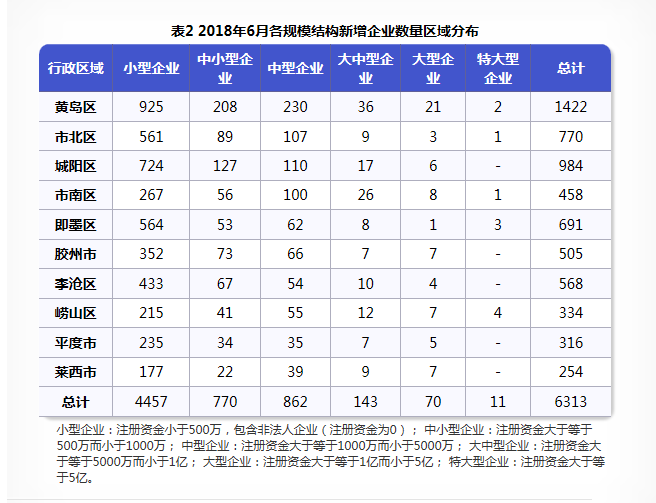 表2 2018年6月各规模结构新增企业数量区域分布
行政区域 小型企业 中小型企业 中型企业 大中型企业 大型企业 特大型企业 总计
黄岛区 925 208 230 36 21 2 1422
市北区 561 89 107 9 3 1 770
城阳区 724 127 110 17 6 - 984
市南区 267 56 100 26 8 1 458
即墨区 564 53 62 8 1 3 691
胶州市 352 73 66 7 7 - 505
李沧区 433 67 54 10 4 - 568
崂山区 215 41 55 12 7 4 334
平度市 235 34 35 7 5 - 316
莱西市 177 22 39 9 7 - 254
总计 4457 770 862 143 70 11 6313
小型企业：注册资金小于500万，包含非法人企业（注册资金为0）； 中小型企业：注册资金大于等于
500万而小于1000万； 中型企业：注册资金大于等于1000万而小于5000万； 大中型企业：注册资金大
于等于5000万而小于1亿； 大型企业：注册资金大于等于1亿而小于5亿； 特大型企业：注册资金大于等
于5亿。